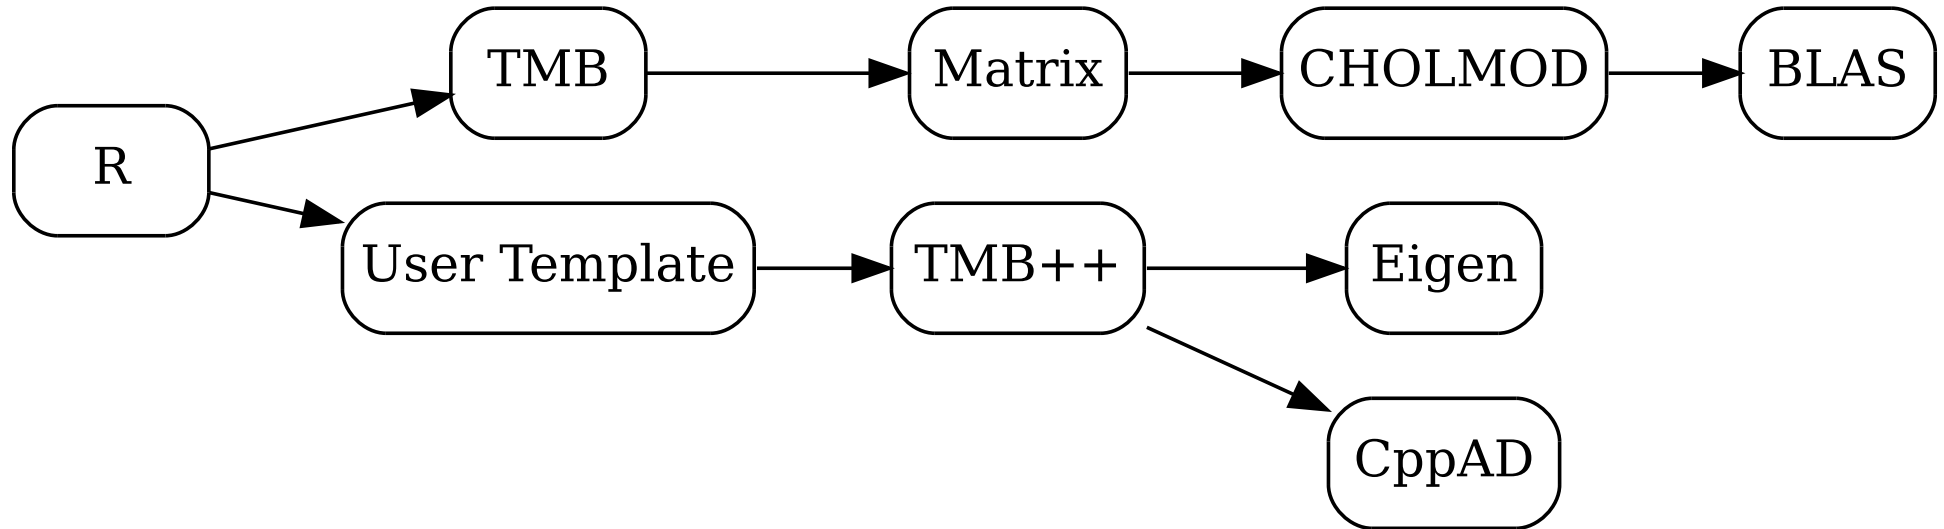 R
TMB
Matrix
CHOLMOD
BLAS
User Template
TMB++
Eigen
CppAD